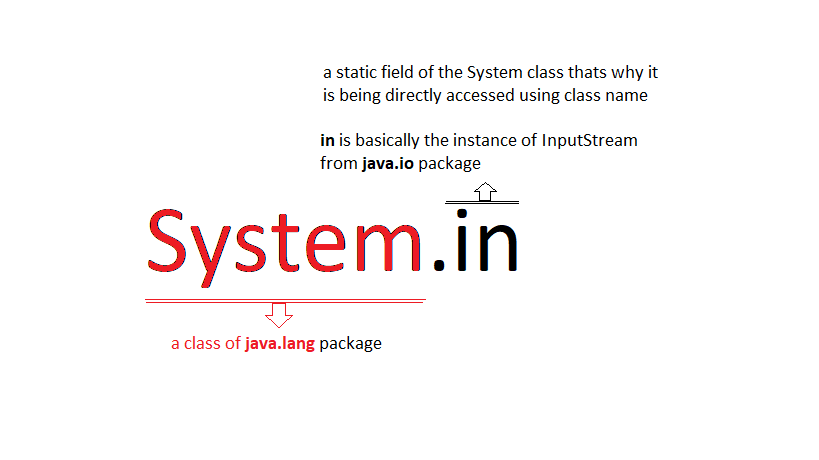 a static field of the System class thats why it
is being directly accessed using class name
in is basically the instance of InputStream
from java.io package
System.in
a class of java.lang package